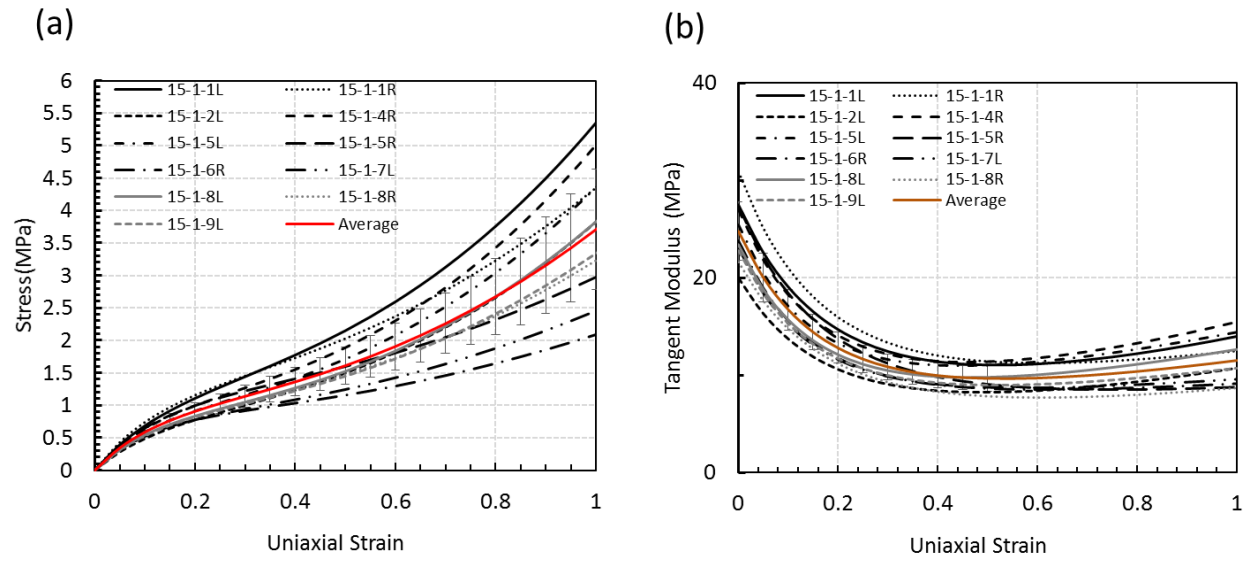 (a)
6
5.5
5
4.5
4
3.5
3
2.5
2
1.5
1
0.5
0
Stress(MPa)
15-1-1L 15-1-1R
15-1-2L 15-1-4R
15-1-5L 15-1-5R
15-1-6R 15-1-7L
15-1-8L 15-1-8R
15-1-9L Average
0 0.2 0.4 0.6 0.8 1
Uniaxial Strain
(b)
40
20
0
Tangent Modulus (MPa)
15-1-1L 15-1-1R
15-1-2L 15-1-4R
15-1-5L 15-1-5R
15-1-6R 15-1-7L
15-1-8L 15-1-8R
15-1-9L Average
0 0.2 0.4 0.6 0.8 1
Uniaxial Strain